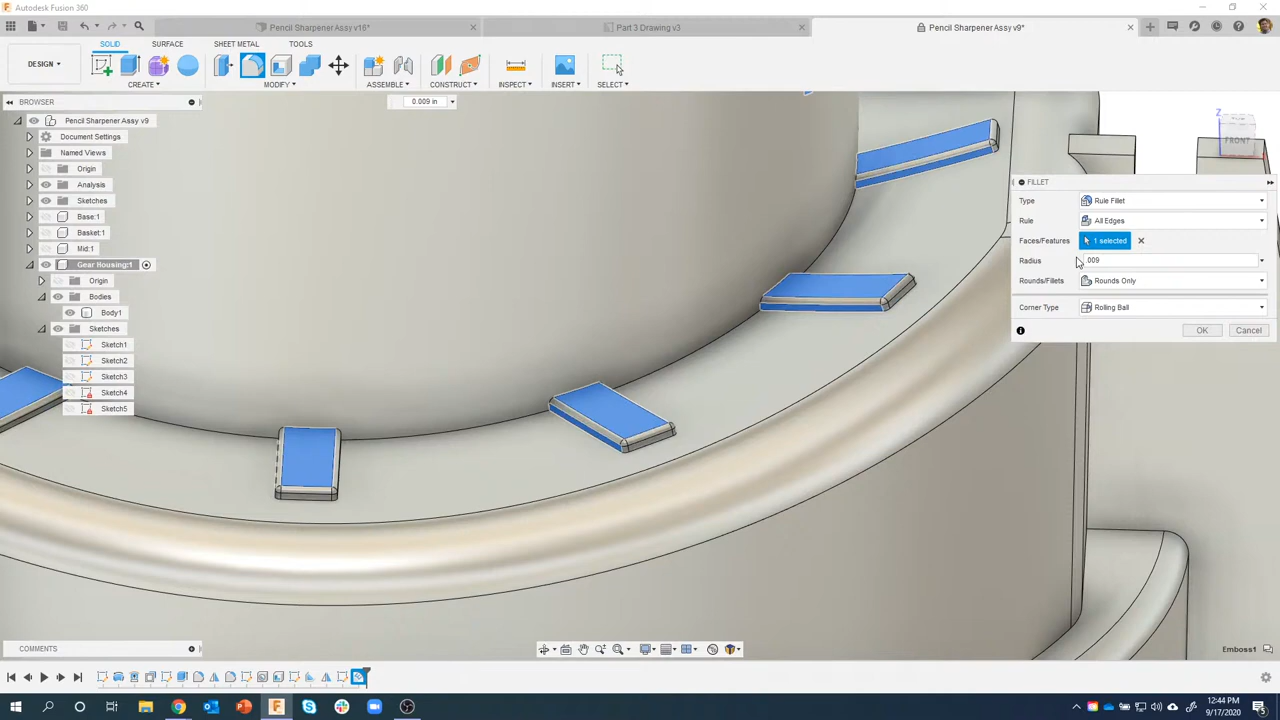 Autodesk Fusion 360
Pencil Sharpener Assy v16*
Part 3 Drawing v3
Pencil Sharpener Assy v9*
SOLID
SURFACE
SHEET METAL
TOOLS
DESIGN
CREATE
MODIFY
ASSEMBLE
CONSTRUCT
INSPECT
INSERT
SELECT
BROWSER
0.009 in
Pencil Sharpener Assy v9
Document Settings
Named Views
Origin
Analysis
Sketches
Base:1
Basket:1
Mid:1
Gear Housing:1
Origin
Bodies
Body1
Sketches
Sketch1
Sketch2
Sketch3
Sketch4
Sketch5
Z
FRONT
FILLET
Type Rule Fillet
Rule All Edges
Faces/Features 1 selected
Radius .009
Rounds/Fillets Rounds Only
Corner Type Rolling Ball
OK Cancel
COMMENTS
Emboss1
12:44 PM
9/17/2020